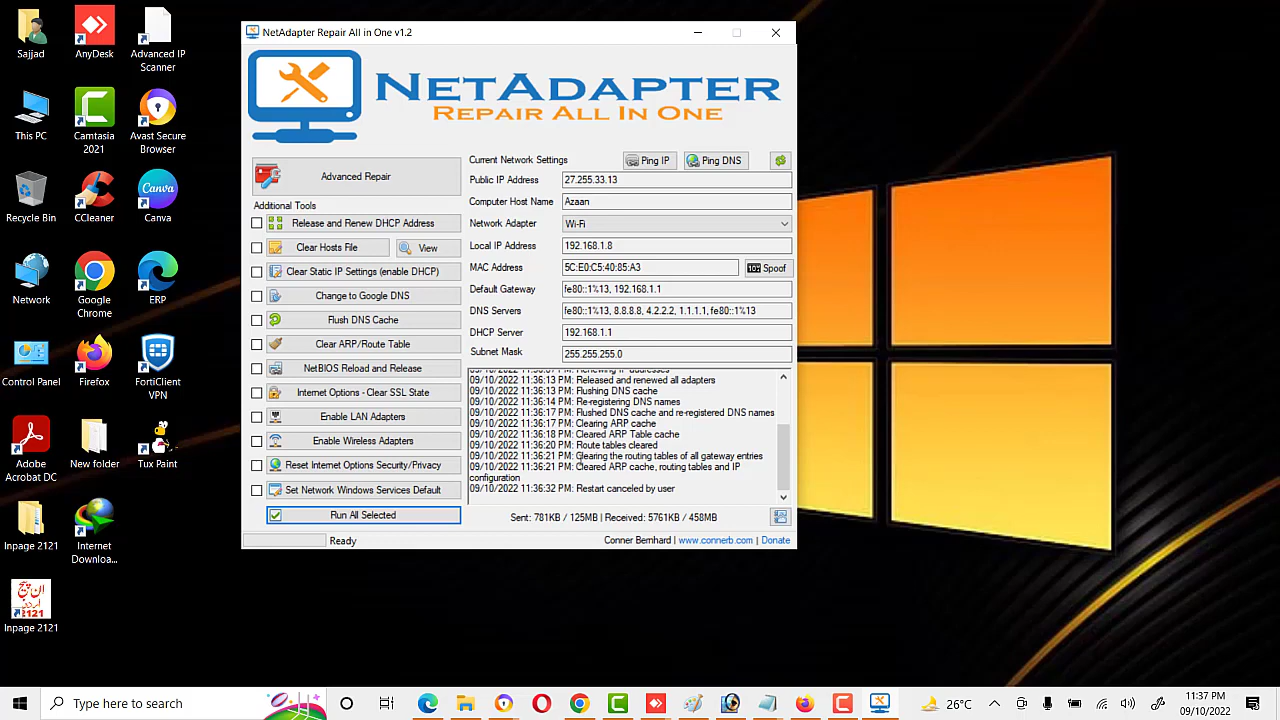 Sajjad
AnyDesk
Advanced IP
Scanner
This PC
Camtasia
2021
Avast Secure
Browser
Recycle Bin
CCleaner
Canva
Canva
Network
Google
Chrome
ERP
Control Panel
Firefox
FortiClient
VPN
Adobe
Acrobat DC
New folder
Tux Paint
Inpage 2121
Internet
Downloa...
ان پیج
اردو
2121
Inpage 2121
NetAdapter Repair All in One v1.2
NETADAPTER
REPAIR ALL IN ONE
Advanced Repair
Additional Tools
Release and Renew DHCP Address
Clear Hosts File
View
Clear Static IP Settings (enable DHCP)
Change to Google DNS
Flush DNS Cache
Clear ARP/Route Table
NetBIOS Reload and Release
Internet Options - Clear SSL State
Enable LAN Adapters
Enable Wireless Adapters
Reset Internet Options Security/Privacy
Set Network Windows Services Default
Run All Selected
Ready
Current Network Settings
Ping IP
Ping DNS
Public IP Address 27.255.33.13
Computer Host Name Azaan
Network Adapter Wi-Fi
Local IP Address 192.168.1.8
MAC Address 5C:E0:C5:40:85:A3 Spoof
Default Gateway fe80::1%13, 192.168.1.1
DNS Servers fe80::1%13, 8.8.8.8, 4.2.2.2, 1.1.1.1, fe80::1%13
DHCP Server 192.168.1.1
Subnet Mask 255.255.255.0
09/10/2022 11:36:13 PM: Released and renewed all adapters
09/10/2022 11:36:13 PM: Flushing DNS cache
09/10/2022 11:36:14 PM: Re-registering DNS names
09/10/2022 11:36:17 PM: Flushed DNS cache and re-registered DNS names
09/10/2022 11:36:17 PM: Clearing ARP cache
09/10/2022 11:36:18 PM: Cleared ARP Table cache
09/10/2022 11:36:20 PM: Route tables cleared
09/10/2022 11:36:21 PM: Clearing the routing tables of all gateway entries
09/10/2022 11:36:21 PM: Cleared ARP cache, routing tables and IP
configuration
09/10/2022 11:36:32 PM: Restart canceled by user
Sent: 781KB / 125MB | Received: 5761KB / 458MB
Conner Bernhard | www.connerb.com | Donate
Type here to search
26°C
11:37 PM
09/10/2022